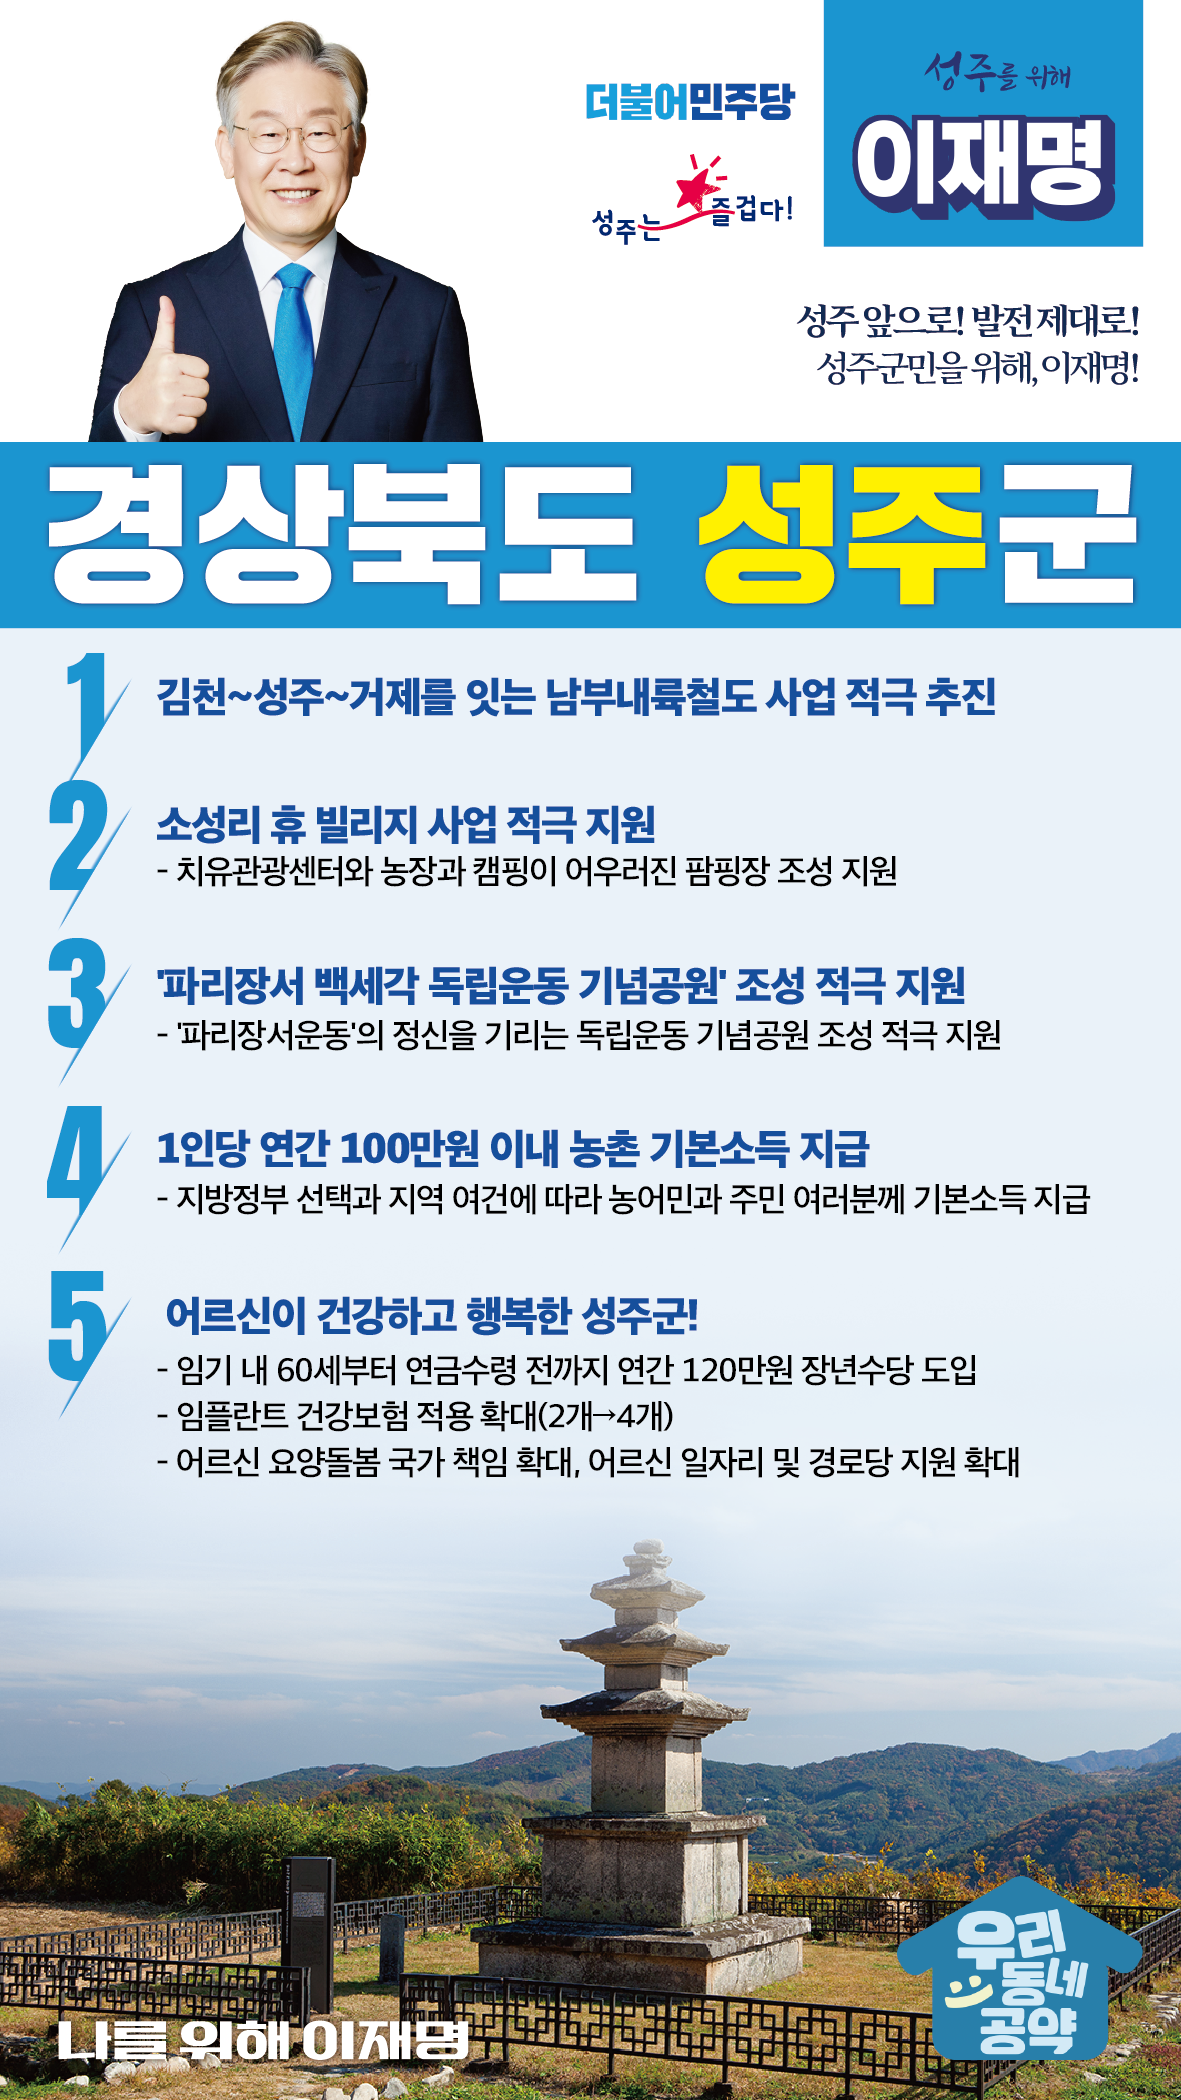 더불어민주당
성주는 즐겁다!
성주를 위해
이재명
성주 앞으로! 발전 제대로!
성주군민을 위해, 이재명!
경상북도 성주군
1
김천~성주~거제를 잇는 남부내륙철도 사업 적극 추진
2
소성리 휴 빌리지 사업 적극 지원
- 치유관광센터와 농장과 캠핑이 어우러진 팜핑장 조성 지원
3
'파리장서 백세각 독립운동 기념공원' 조성 적극 지원
- '파리장서운동'의 정신을 기리는 독립운동 기념공원 조성 적극 지원
4
1인당 연간 100만원 이내 농촌 기본소득 지급
- 지방정부 선택과 지역 여건에 따라 농어민과 주민 여러분께 기본소득 지급
5
어르신이 건강하고 행복한 성주군!
- 임기 내 60세부터 연금수령 전까지 연간 120만원 장년수당 도입
- 임플란트 건강보험 적용 확대(2개→4개)
- 어르신 요양돌봄 국가 책임 확대, 어르신 일자리 및 경로당 지원 확대
우리
동네
공약
나를 위해 이재명